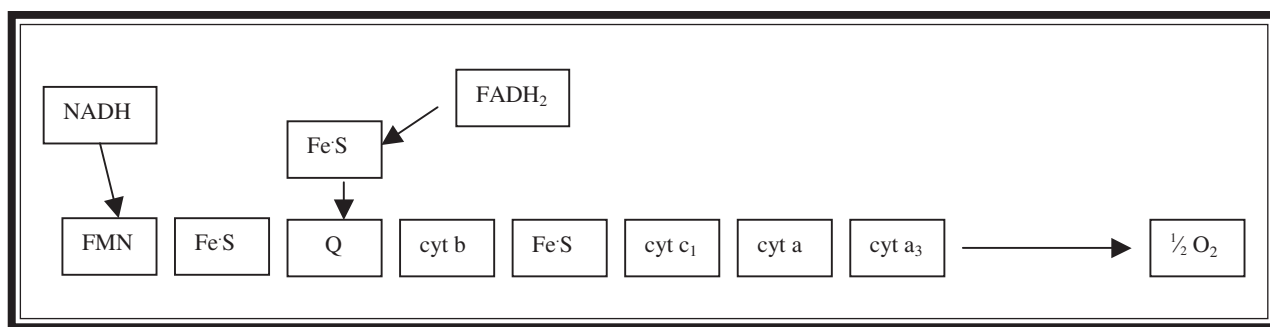 FADH₂
NADH
Fe·S
FMN
Fe·S
Q
cyt b
Fe·S
cyt c₁
cyt a
cyt a₃
½ O₂